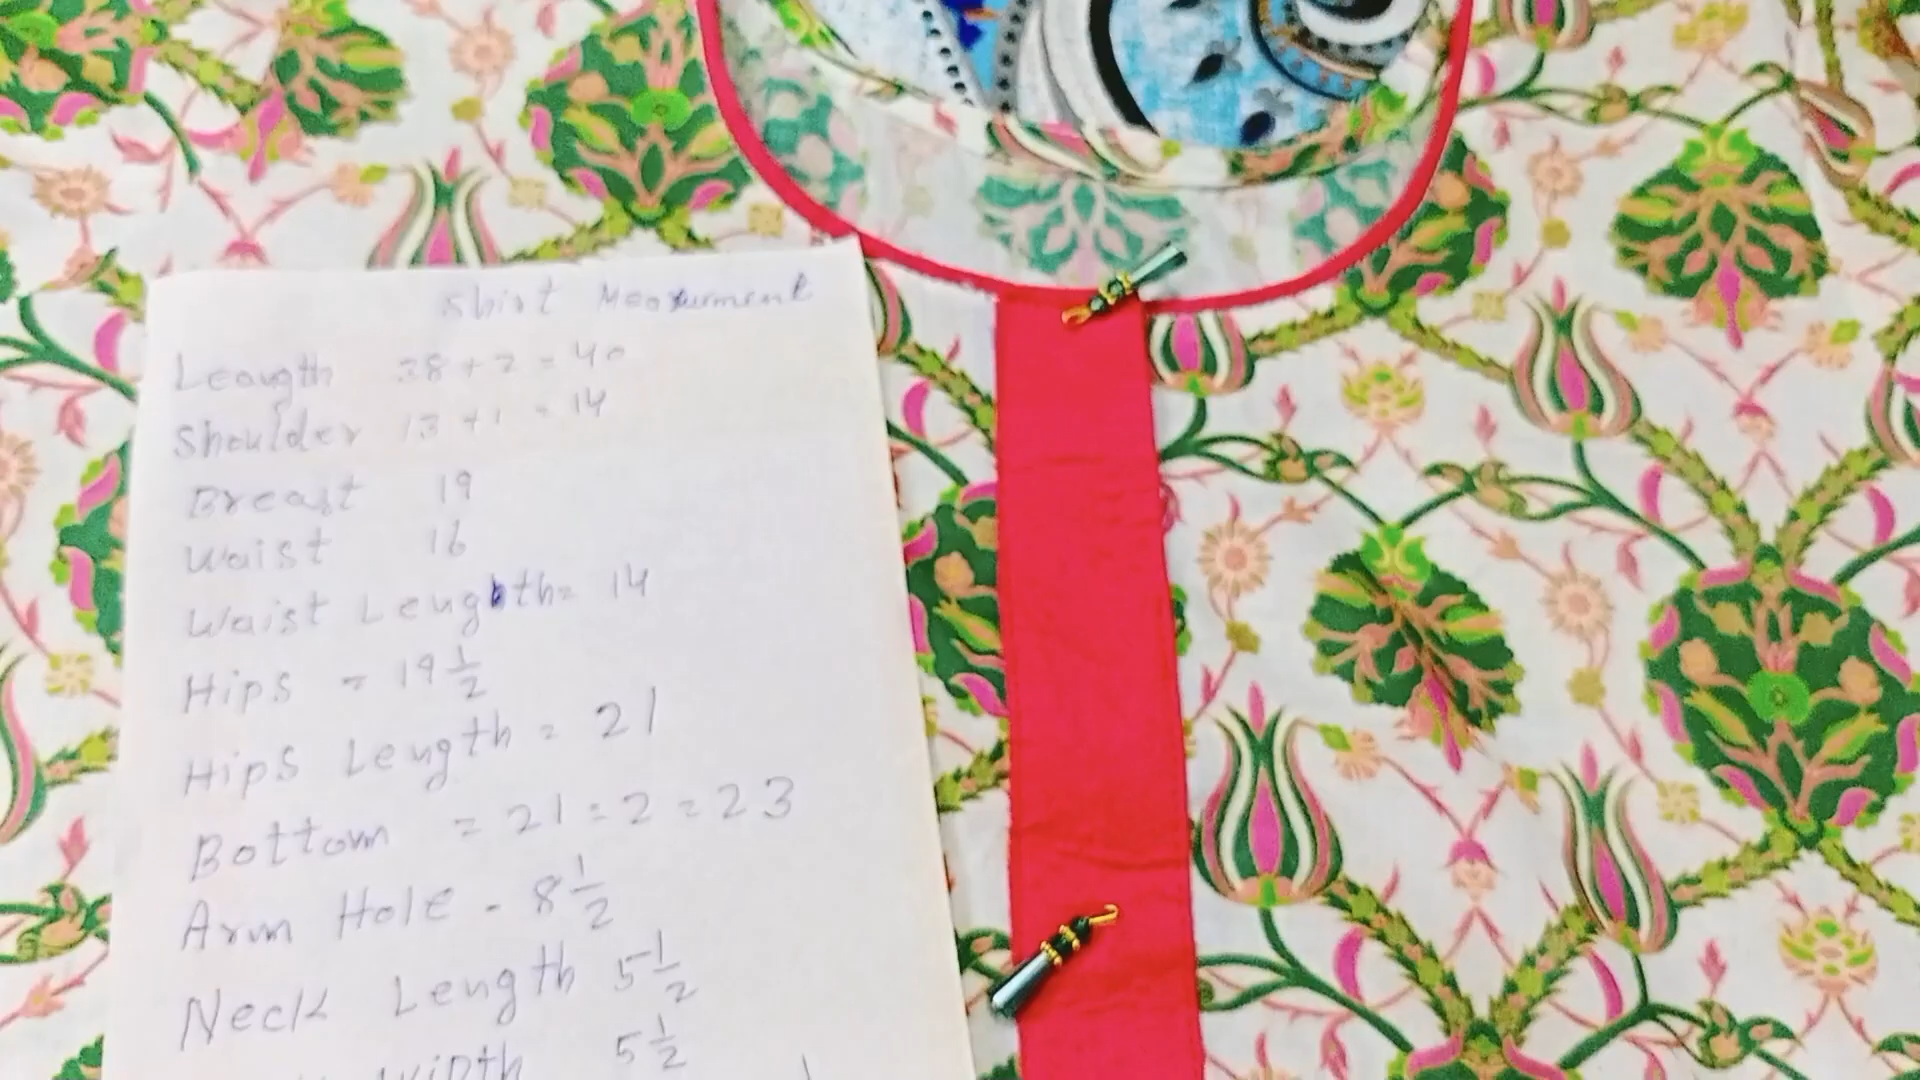 Shirt Measurment
Leangth 38 + 2 = 40
Shoulder 13 + 1 = 14
Breast 19
Waist 16
Waist Length = 14
Hips = 19 1/2
Hips Length = 21
Bottom = 21 = 2 = 23
Arm Hole - 8 1/2
Neck Length 5 1/2
Width 5 1/2